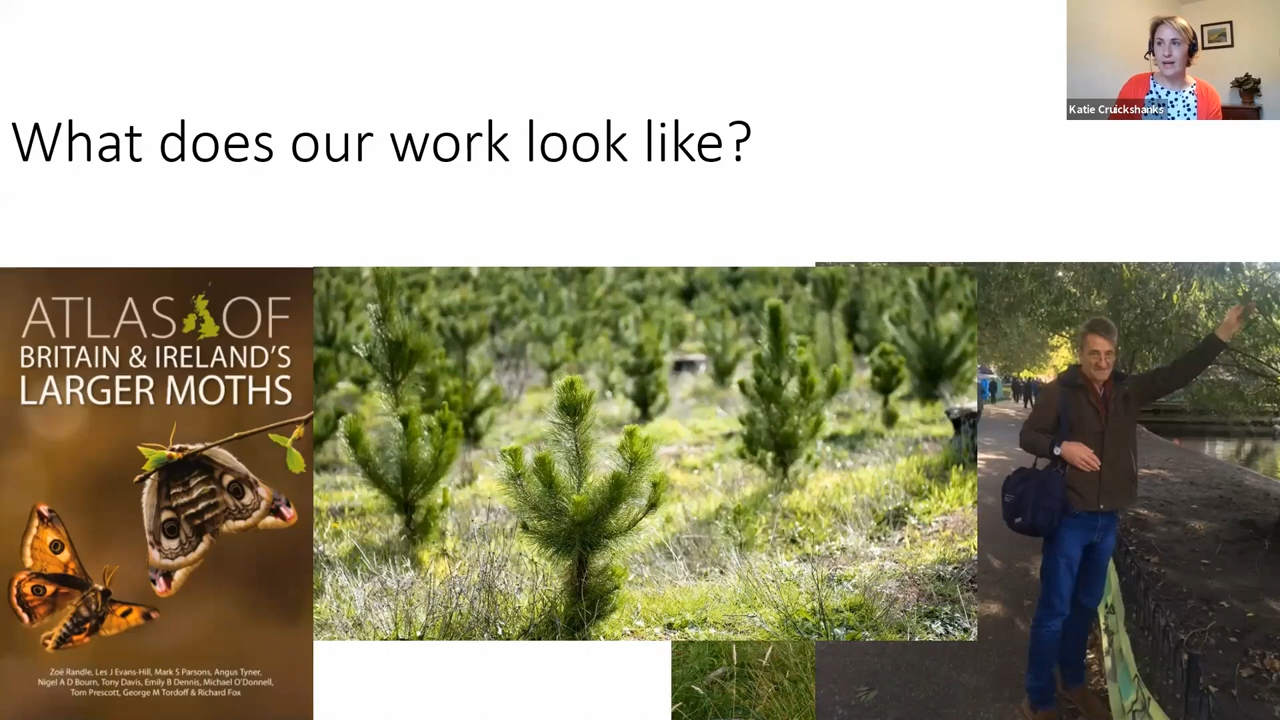 Katie Cruickshanks
What does our work look like?
ATLAS OF
BRITAIN & IRELAND'S
LARGER MOTHS
Zoë Randle, Les J Evans-Hill, Mark S Parsons, Angus Tyner,
Nigel A D Bourn, Tony Davis, Emily B Dennis, Michael O'Donnell,
Tom Prescott, George M Tordoff & Richard Fox